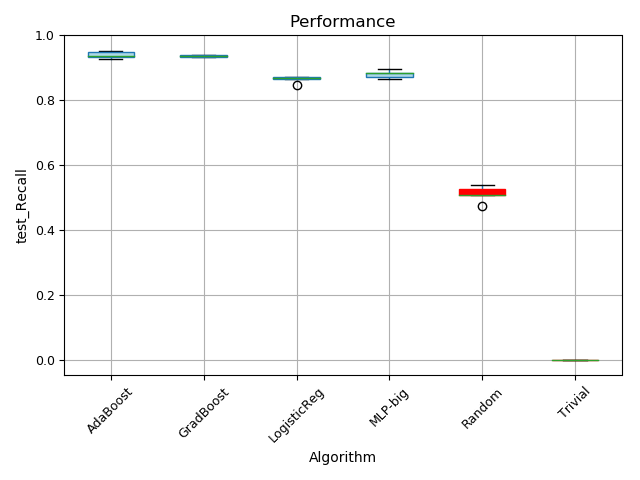 Performance
test_Recall
1.0
0.8
0.6
0.4
0.2
0.0
AdaBoost
GradBoost
LogisticReg
MLP-big
Random
Trivial
Algorithm